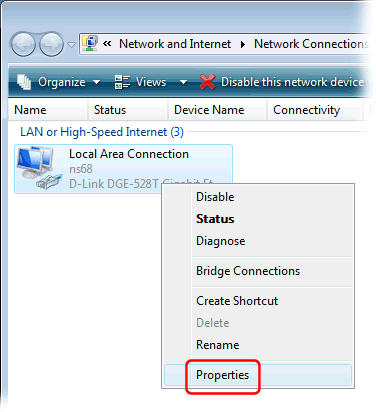 « Network and Internet ▸ Network Connections
Organize Views Disable this network device
Name Status Device Name Connectivity
LAN or High-Speed Internet (3)
Local Area Connection
ns68
D-Link DGE-528T Gigabit Et
Disable
Status
Diagnose
Bridge Connections
Create Shortcut
Delete
Rename
Properties